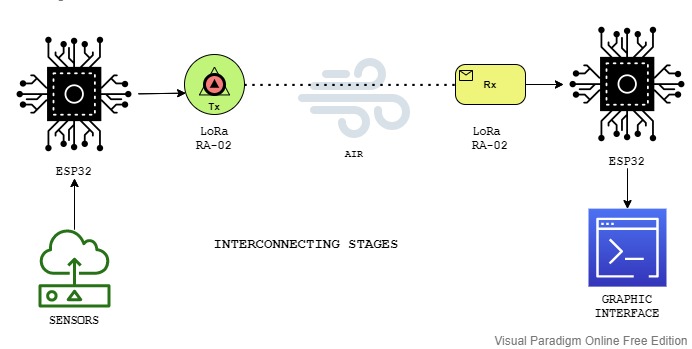 Tx
Rx
LoRa
RA-02
LoRa
RA-02
AIR
ESP32
ESP32
INTERCONNECTING STAGES
SENSORS
GRAPHIC
INTERFACE
Visual Paradigm Online Free Edition